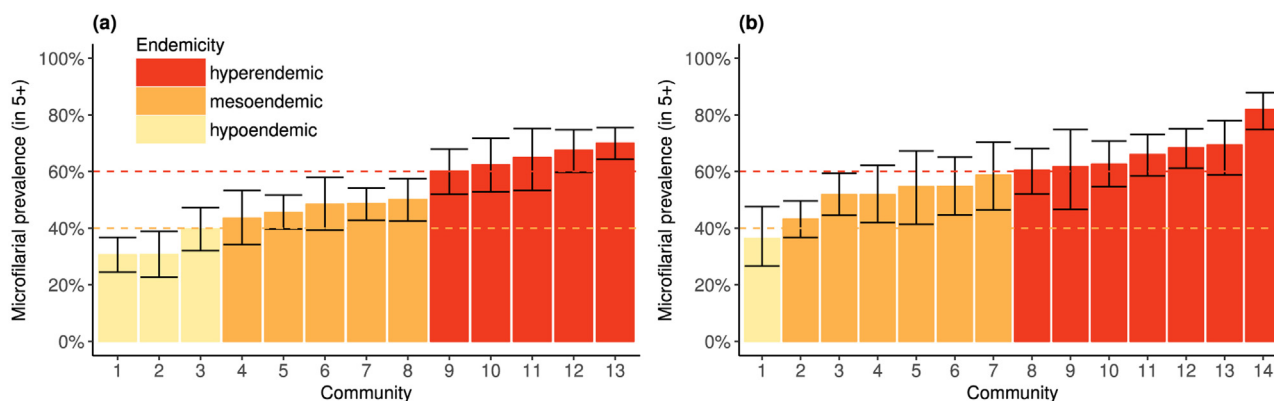 (a)
Endemicity
hyperendemic
mesoendemic
hypoendemic
Microfilarial prevalence (in 5+)
100%
80%
60%
40%
20%
0%
1 2 3 4 5 6 7 8 9 10 11 12 13
Community
(b)
Microfilarial prevalence (in 5+)
100%
80%
60%
40%
20%
0%
1 2 3 4 5 6 7 8 9 10 11 12 13 14
Community